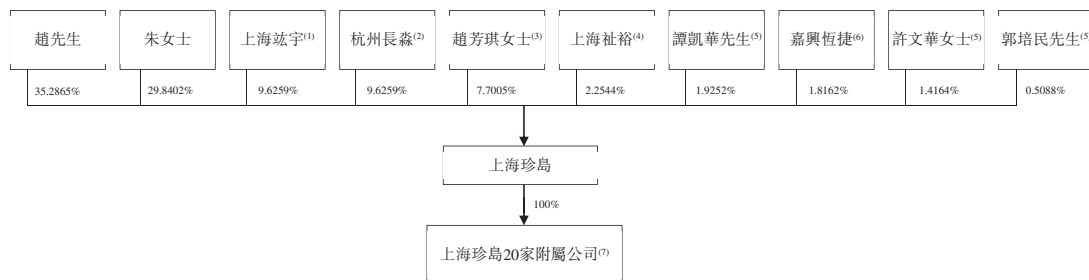 趙先生
朱女士
上海竑宇(1)
杭州長淼(2)
趙芳琪女士(3)
上海祉裕(4)
譚凱華先生(5)
嘉興恆捷(6)
許文華女士(5)
郭培民先生(5)
35.2865%
29.8402%
9.6259%
9.6259%
7.7005%
2.2544%
1.9252%
1.8162%
1.4164%
0.5088%
上海珍島
100%
上海珍島20家附屬公司(7)